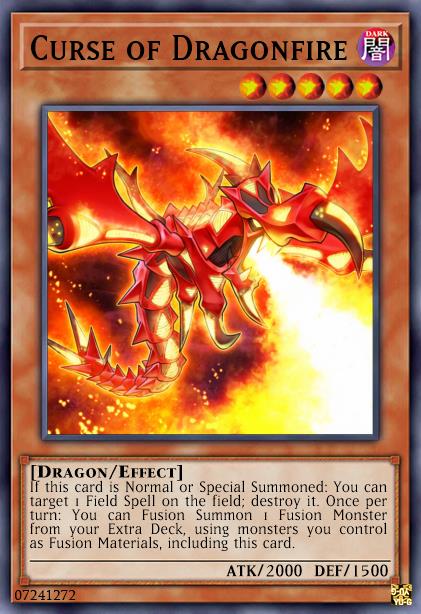 Curse of Dragonfire
DARK
闇
[Dragon/Effect]
If this card is Normal or Special Summoned: You can
target 1 Field Spell on the field; destroy it. Once per
turn: You can Fusion Summon 1 Fusion Monster
from your Extra Deck, using monsters you control
as Fusion Materials, including this card.
ATK/2000 DEF/1500
07241272